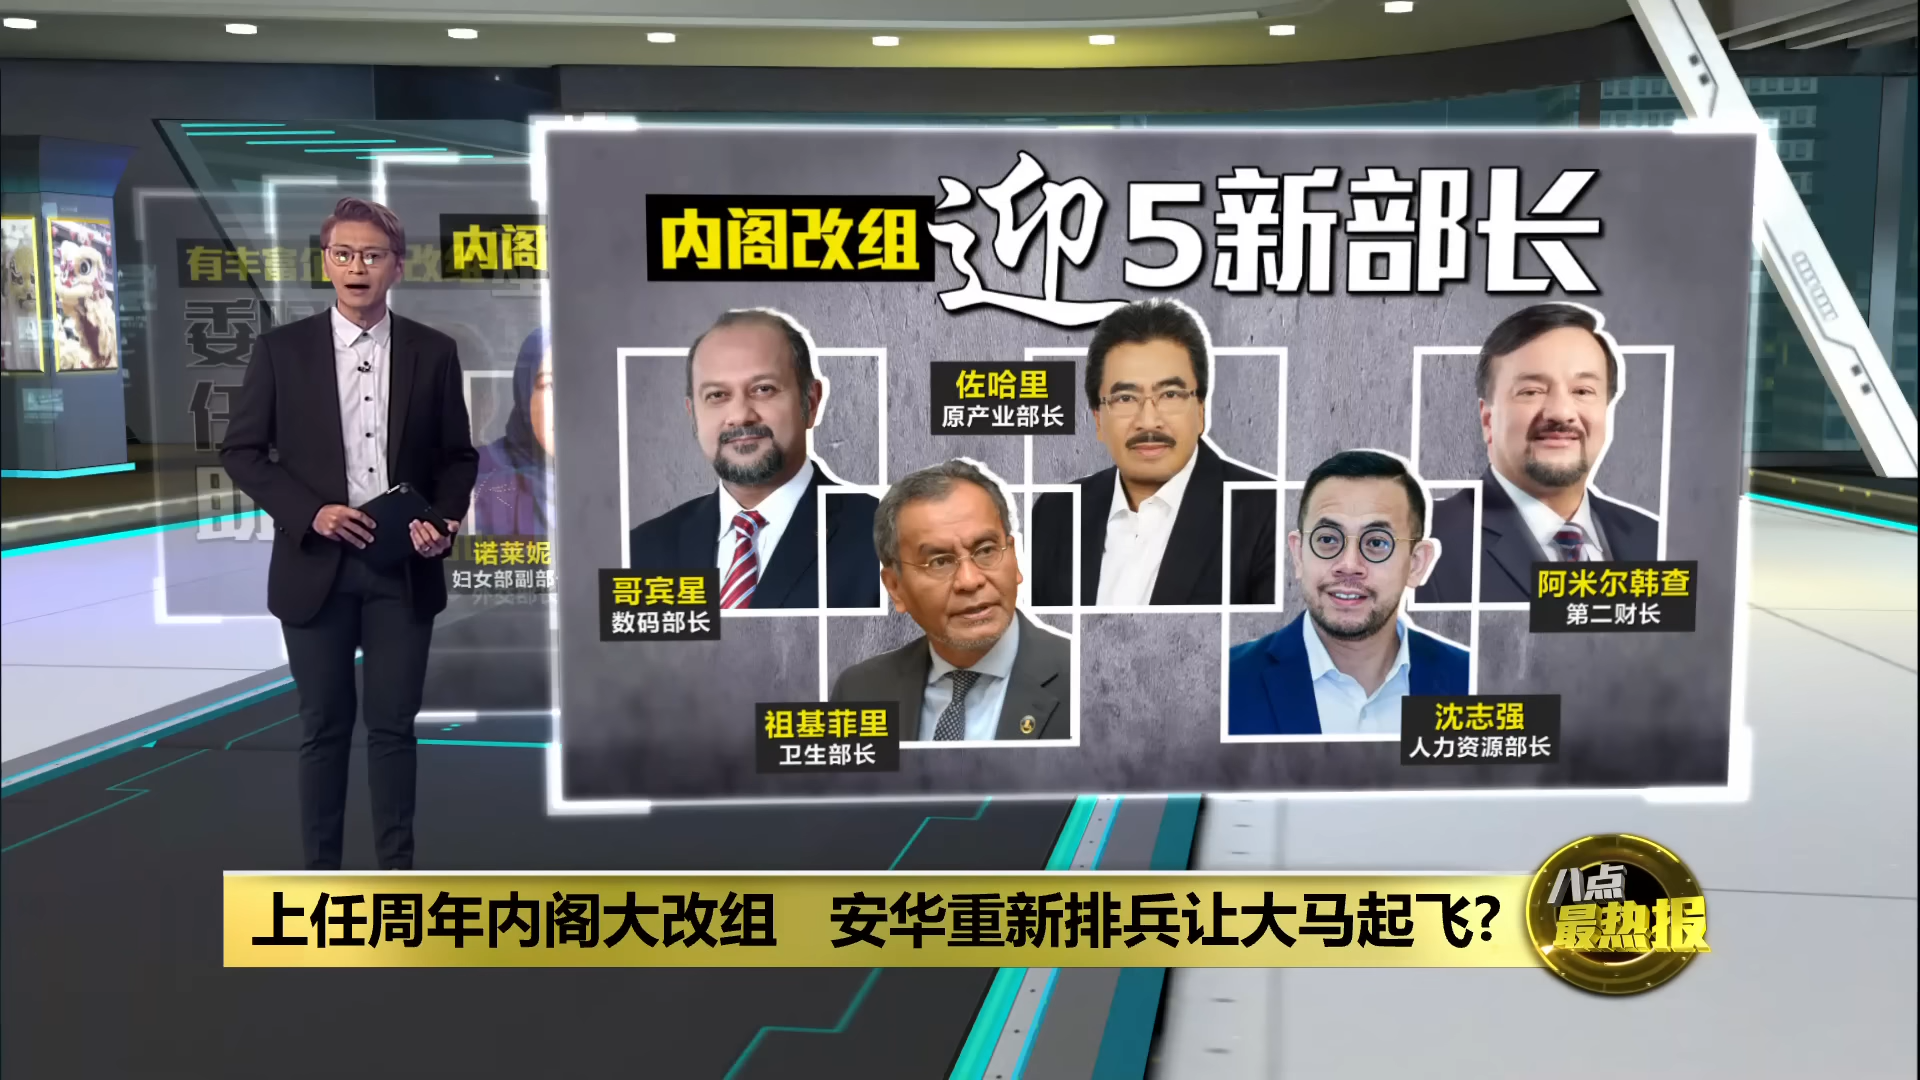 内阁改组
迎5新部长
有丰富
改组
内阁
委
任
诺莱妮
妇女部副部
佐哈里
原产业部长
哥宾星
数码部长
阿米尔韩查
第二财长
祖基菲里
卫生部长
沈志强
人力资源部长
上任周年内阁大改组 安华重新排兵让大马起飞?
八点
最热报